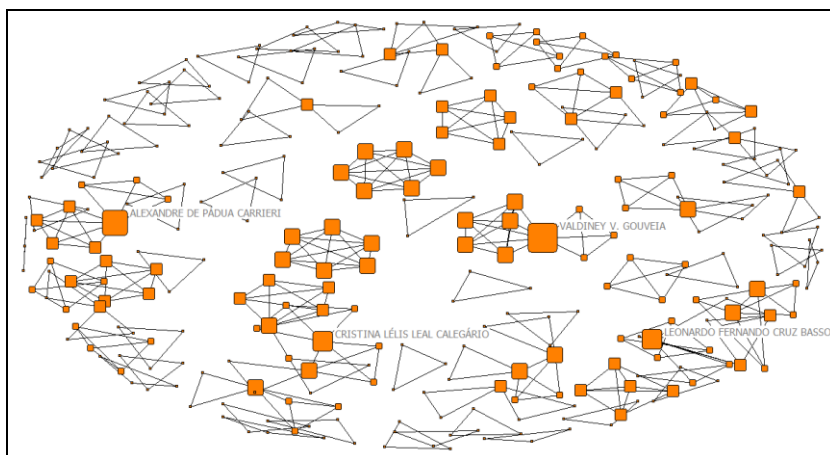 ALEXANDRE DE PÁDUA CARRIERI
VALDINEY V. GOUVEIA
CRISTINA LÉLIS LEAL CALEGÁRIO
LEONARDO FERNANDO CRUZ BASSO